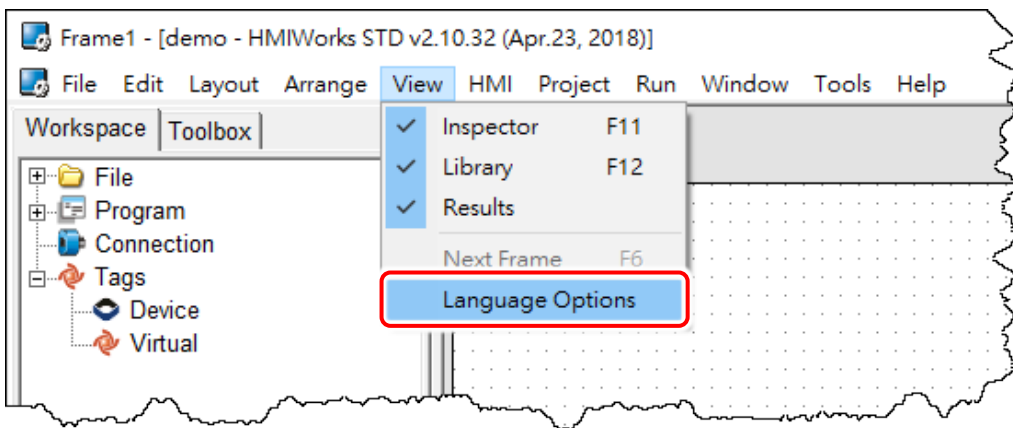 Frame1 - [demo - HMIWorks STD v2.10.32 (Apr.23, 2018)]
File Edit Layout Arrange View HMI Project Run Window Tools Help
Workspace Toolbox
Inspector F11
Library F12
Results
Next Frame F6
Language Options
File
Program
Connection
Tags
Device
Virtual